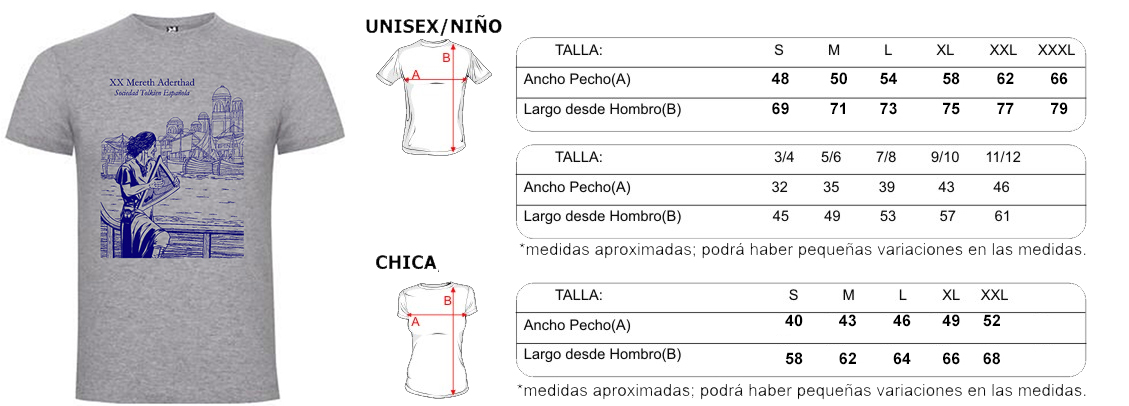 XX Mereth Aderthad
Sociedad Tolkien Española
UNISEX/NIÑO
B
A
TALLA: S M L XL XXL XXXL
Ancho Pecho(A) 48 50 54 58 62 66
Largo desde Hombro(B) 69 71 73 75 77 79
TALLA: 3/4 5/6 7/8 9/10 11/12
Ancho Pecho(A) 32 35 39 43 46
Largo desde Hombro(B) 45 49 53 57 61
*medidas aproximadas; podrá haber pequeñas variaciones en las medidas.
CHICA
B
A
TALLA: S M L XL XXL
Ancho Pecho(A) 40 43 46 49 52
Largo desde Hombro(B) 58 62 64 66 68
*medidas aproximadas; podrá haber pequeñas variaciones en las medidas.